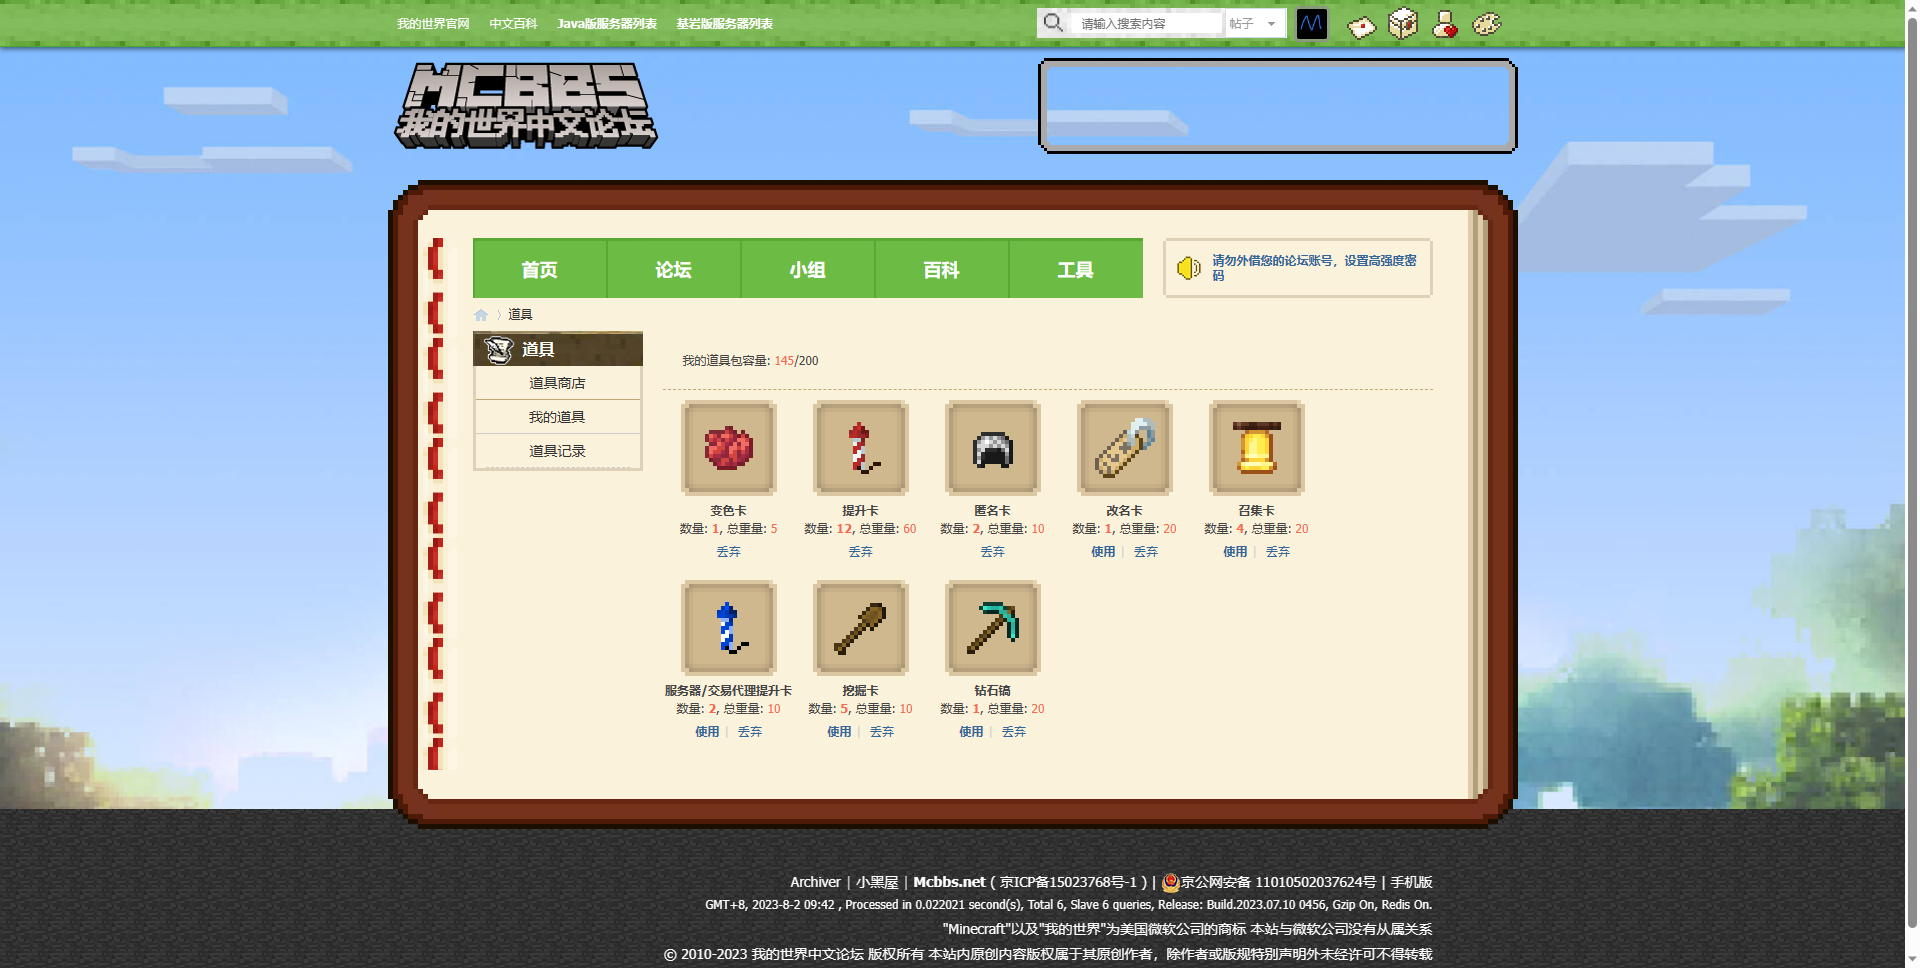 我的世界官网 中文百科 Java版服务器列表 基岩版服务器列表 请输入搜索内容 帖子
MCBBS
我的世界中文论坛
首页 论坛 小组 百科 工具
请勿外借您的论坛账号，设置高强度密
码
道具
道具
道具商店
我的道具
道具记录
我的道具包容量: 145/200
变色卡 提升卡 匿名卡 改名卡 召集卡
数量: 1, 总重量: 5 数量: 12, 总重量: 60 数量: 2, 总重量: 10 数量: 1, 总重量: 20 数量: 4, 总重量: 20
丢弃 丢弃 丢弃 使用 | 丢弃 使用 | 丢弃
服务器/交易代理提升卡 挖掘卡 钻石镐
数量: 2, 总重量: 10 数量: 5, 总重量: 10 数量: 1, 总重量: 20
使用 | 丢弃 使用 | 丢弃 使用 | 丢弃
Archiver | 小黑屋 | Mcbbs.net ( 京ICP备15023768号-1 ) | 京公网安备 11010502037624号 | 手机版
GMT+8, 2023-8-2 09:42 , Processed in 0.022021 second(s), Total 6, Slave 6 queries, Release: Build.2023.07.10 0456, Gzip On, Redis On.
"Minecraft"以及"我的世界"为美国微软公司的商标 本站与微软公司没有从属关系
© 2010-2023 我的世界中文论坛 版权所有 本站内原创内容版权属于其原创作者，除作者或版规特别声明外未经许可不得转载